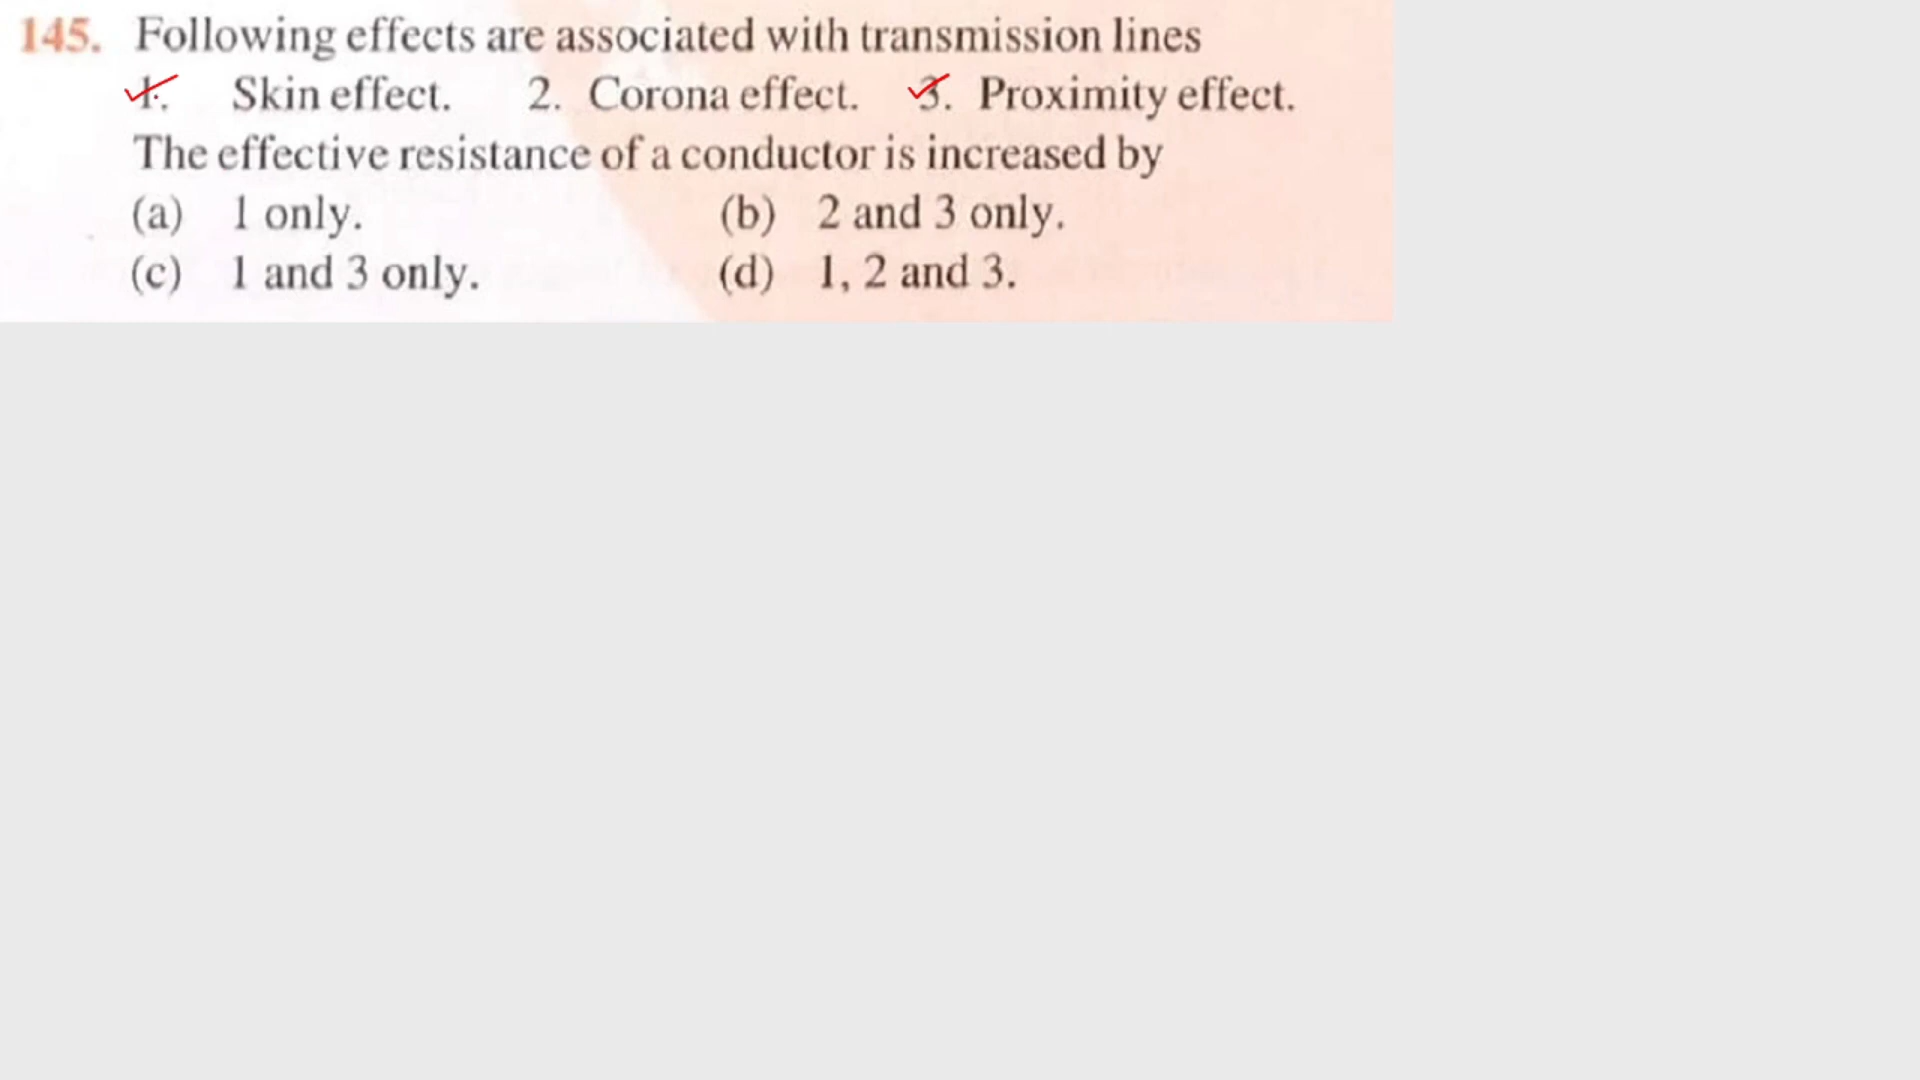 145. Following effects are associated with transmission lines
1. Skin effect. 2. Corona effect. 3. Proximity effect.
The effective resistance of a conductor is increased by
(a) 1 only. (b) 2 and 3 only.
(c) 1 and 3 only. (d) 1, 2 and 3.